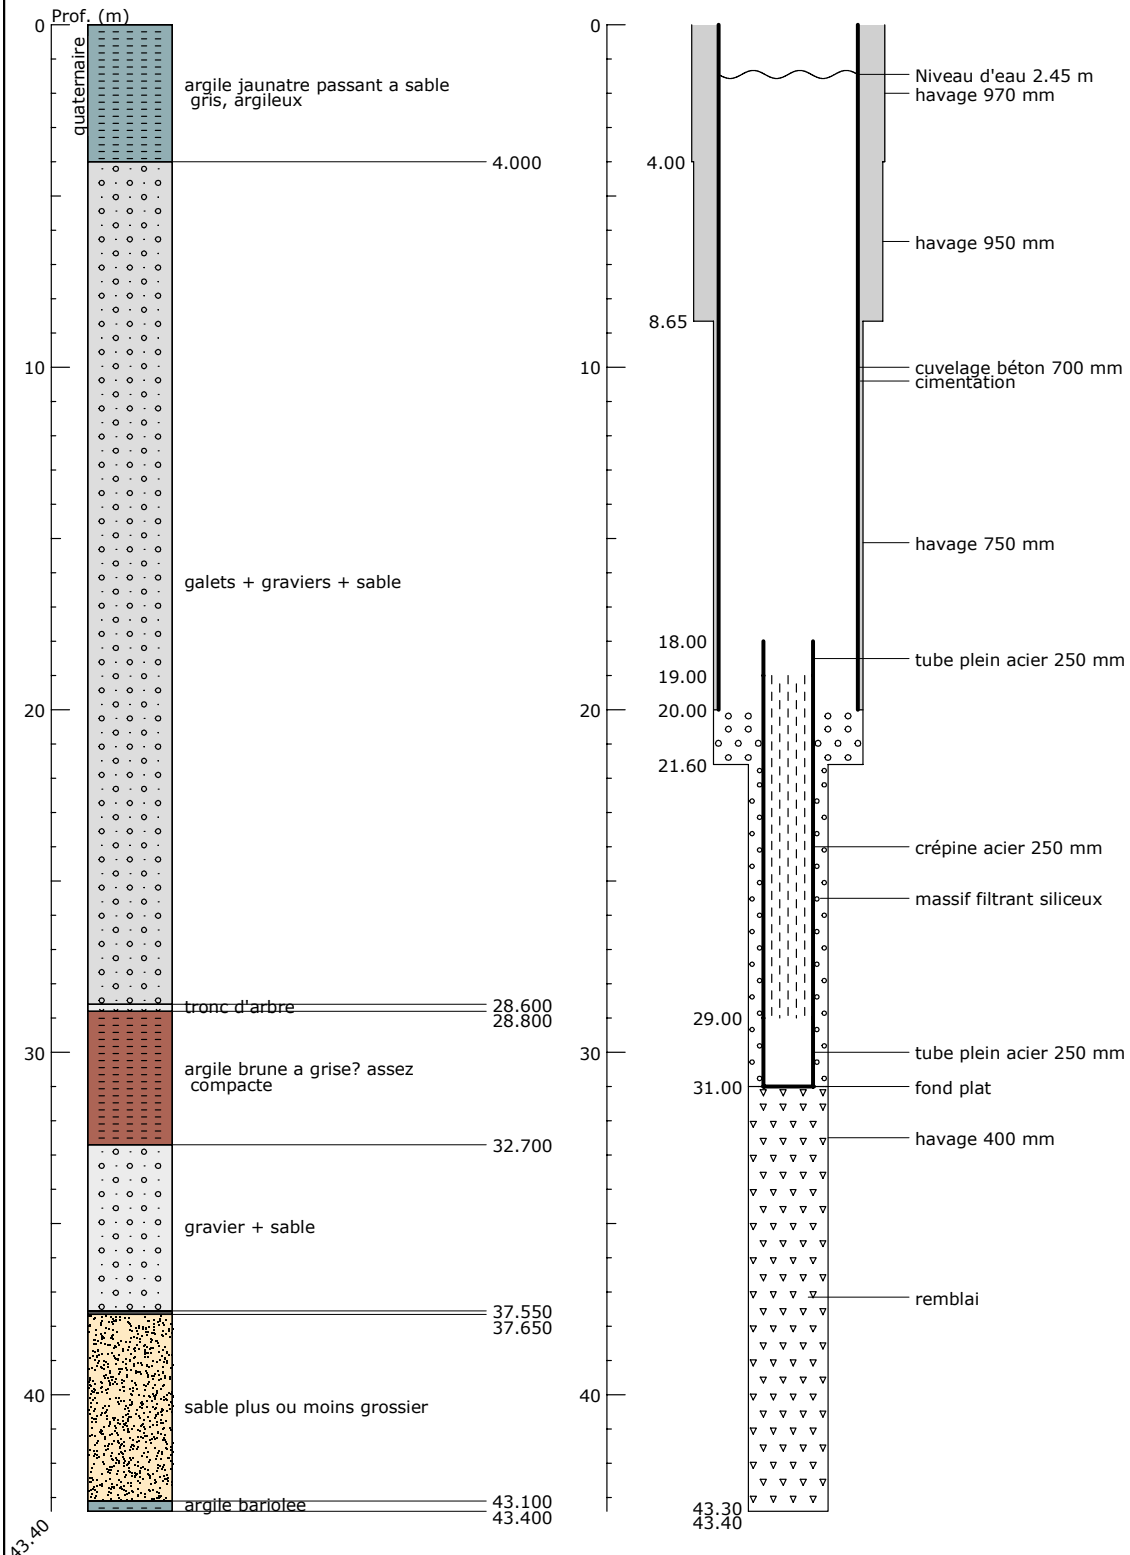 Prof. (m)
0
quaternaire
argile jaunatre passant a sable
gris, argileux
4.000
10
galets + graviers + sable
20
tronc d'arbre
28.600
28.800
30
argile brune a grise? assez
compacte
32.700
gravier + sable
37.550
37.650
40
sable plus ou moins grossier
argile bariolee
43.100
43.400
43.40
0
Niveau d'eau 2.45 m
havage 970 mm
4.00
havage 950 mm
8.65
10
cuvelage béton 700 mm
cimentation
havage 750 mm
18.00
tube plein acier 250 mm
19.00
20
20.00
21.60
crépine acier 250 mm
massif filtrant siliceux
29.00
30
tube plein acier 250 mm
31.00
fond plat
havage 400 mm
remblai
40
43.30
43.40